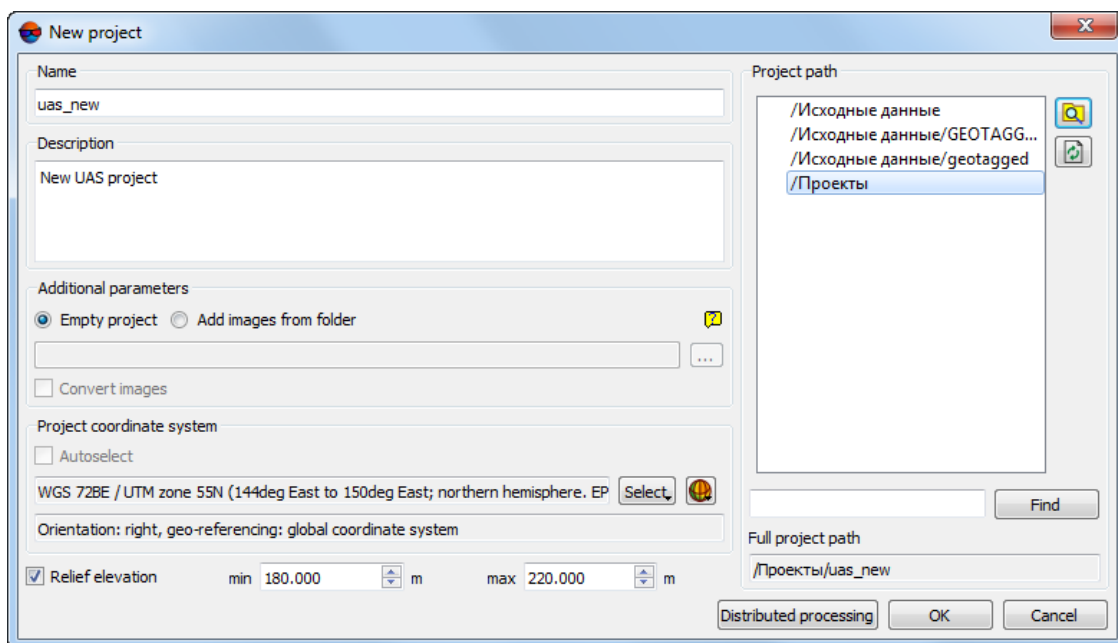 New project
Name
uas_new
Description
New UAS project
Additional parameters
Empty project Add images from folder
...
Convert images
Project coordinate system
Autoselect
WGS 72BE / UTM zone 55N (144deg East to 150deg East; northern hemisphere. EP Select
Orientation: right, geo-referencing: global coordinate system
Relief elevation min 180.000 m max 220.000 m
Project path
/Исходные данные
/Исходные данные/GEOTAGG...
/Исходные данные/geotagged
/Проекты
Find
Full project path
/Проекты/uas_new
Distributed processing OK Cancel